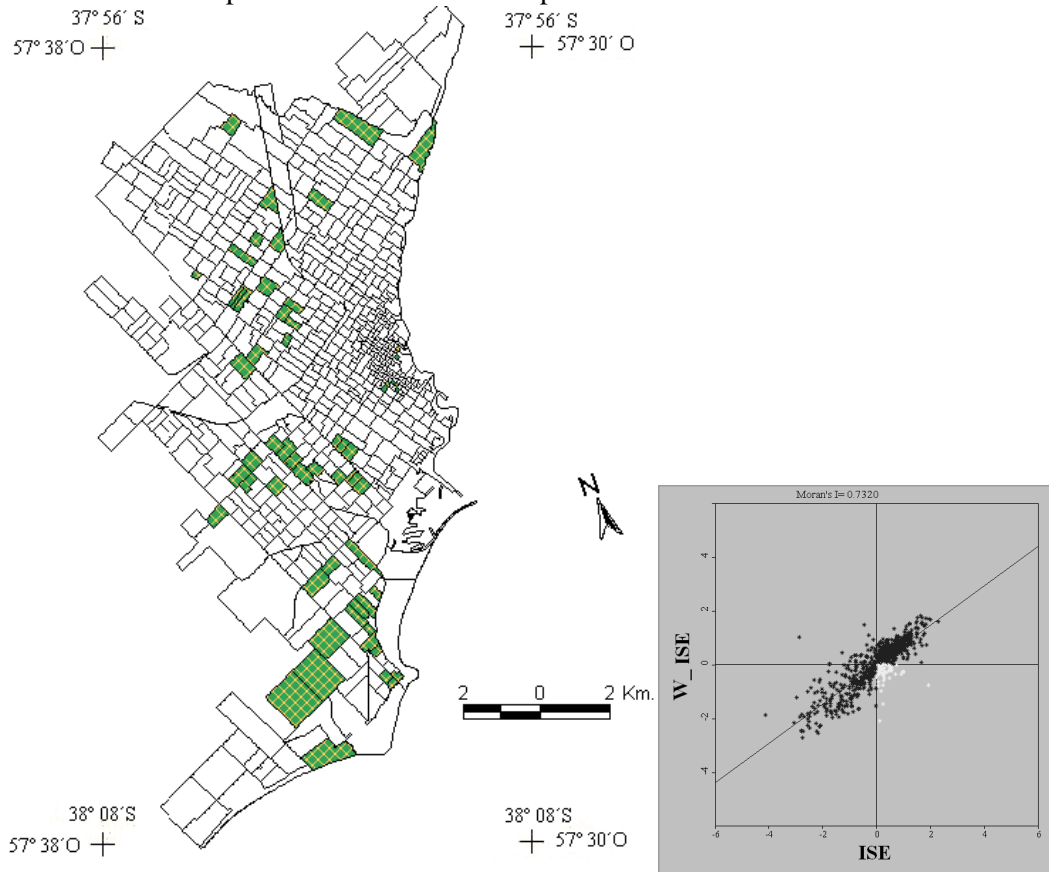 37° 56´ S
57° 38´O
37° 56´ S
57° 30´ O
N
2 0 2 Km.
38° 08´S
57° 38´O
38° 08´S
57° 30´O
Moran's I= 0.7320
W_ISE
4
2
0
-2
-4
-6 -4 -2 0 2 4 6
ISE